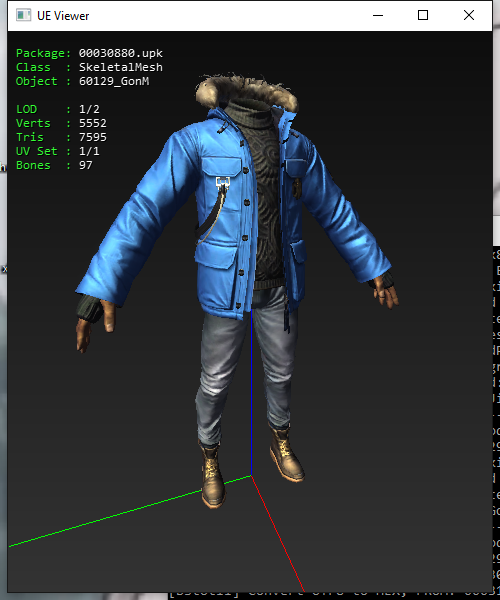 UE Viewer
Package: 00030880.upk
Class : SkeletalMesh
Object : 60129_GonM
LOD : 1/2
Verts : 5552
Tris : 7595
UV Set : 1/1
Bones : 97